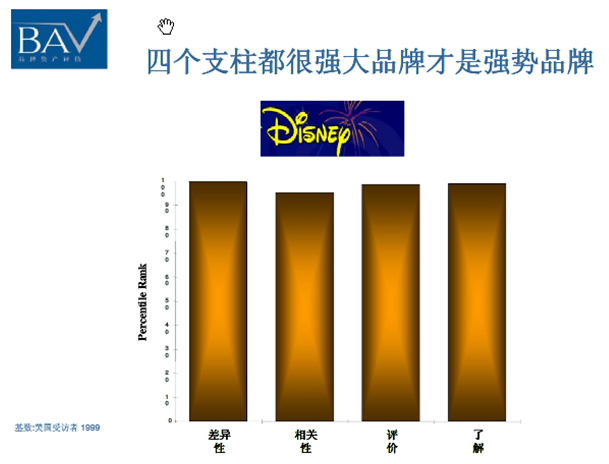 BAV
品牌资产评估
四个支柱都很强大品牌才是强势品牌
Disney
Percentile Rank
100
90
80
70
60
50
40
30
20
10
0
差异性
相关性
评价
了解
基数:美国受访者 1999